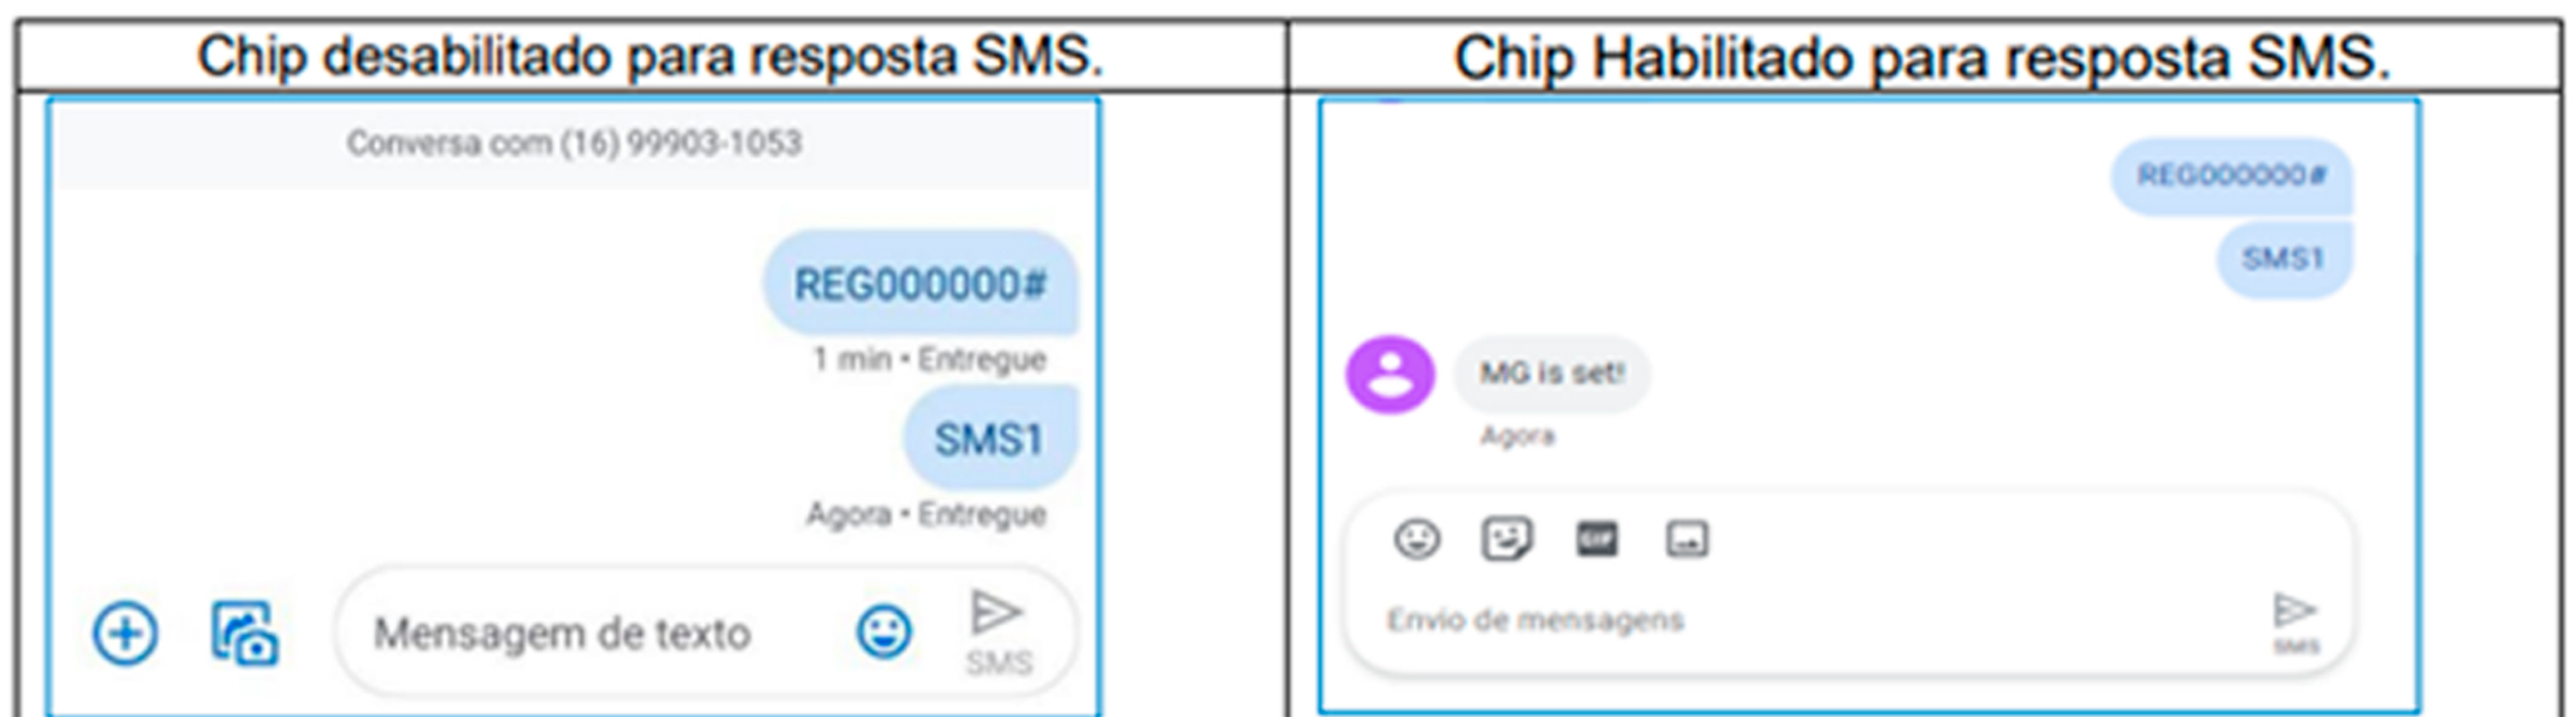 Chip desabilitado para resposta SMS.
Conversa com (16) 99903-1053
REG000000#
1 min • Entregue
SMS1
Agora • Entregue
Mensagem de texto
SMS
Chip Habilitado para resposta SMS.
REG000000#
SMS1
MG is set!
Agora
GIF
Envio de mensagens
SMS